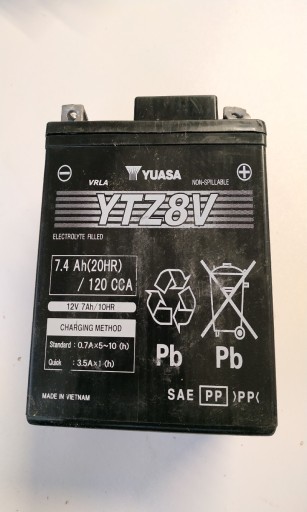 YUASA
VRLA NON-SPILLABLE
YTZ8V
ELECTROLYTE FILLED
7.4 Ah(20HR)
/ 120 CCA
12V 7Ah/10HR
CHARGING METHOD
Standard : 0.7A×5~10 (h)
Quick : 3.5A×1 (h)
Pb Pb
SAE PP >PP<
MADE IN VIETNAM